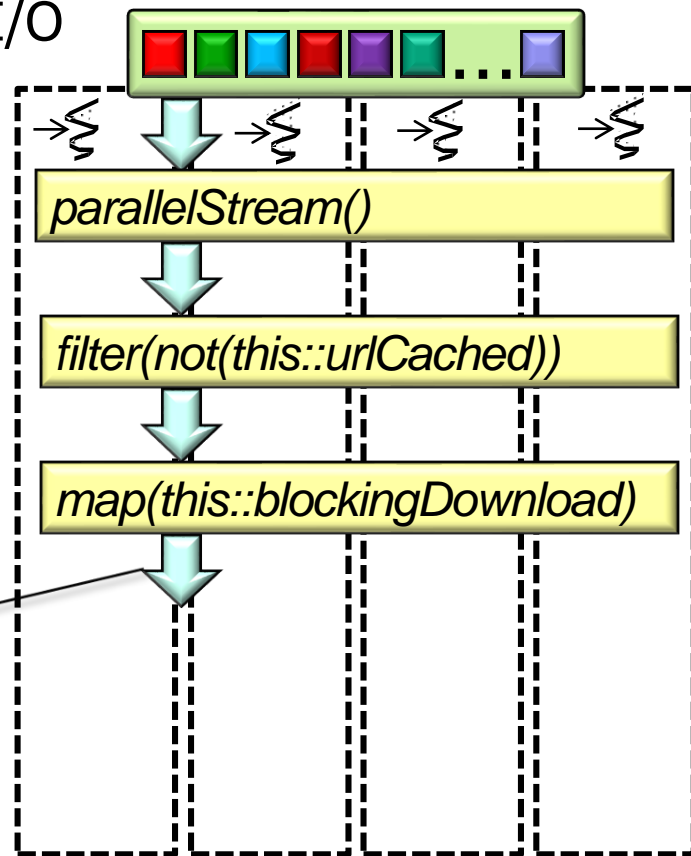 I/O
...
parallelStream()
filter(not(this::urlCached))
map(this::blockingDownload)